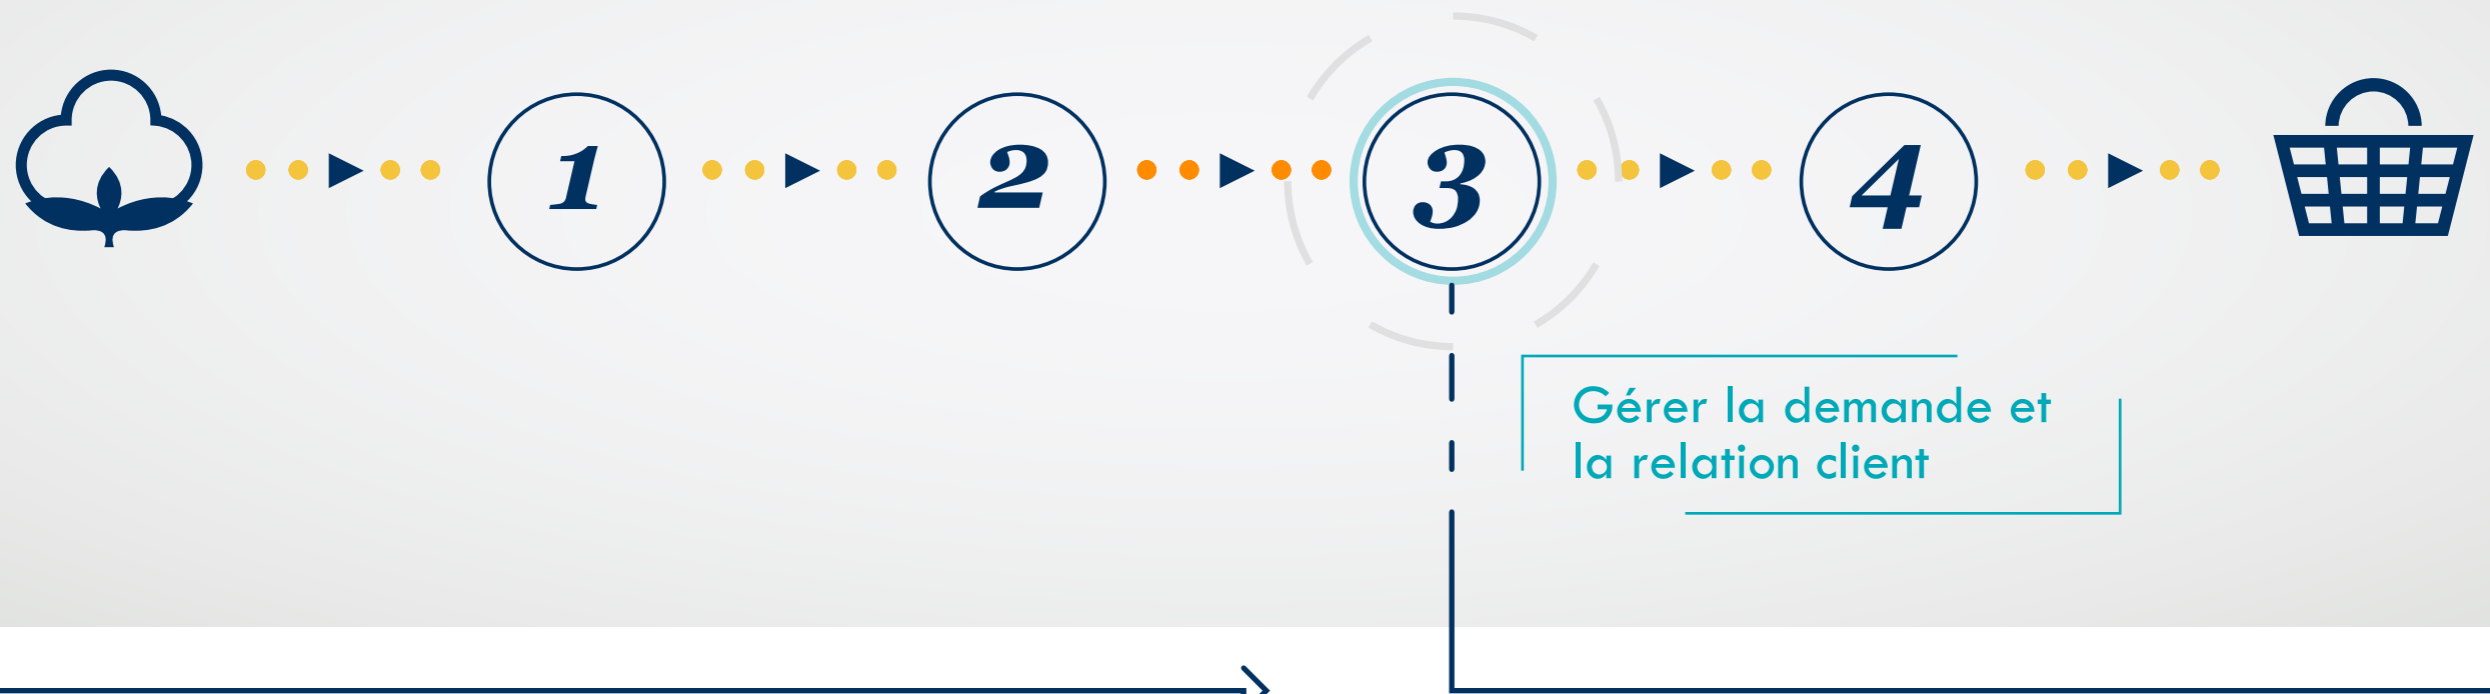 1 2 3 4
Gérer la demande et
la relation client